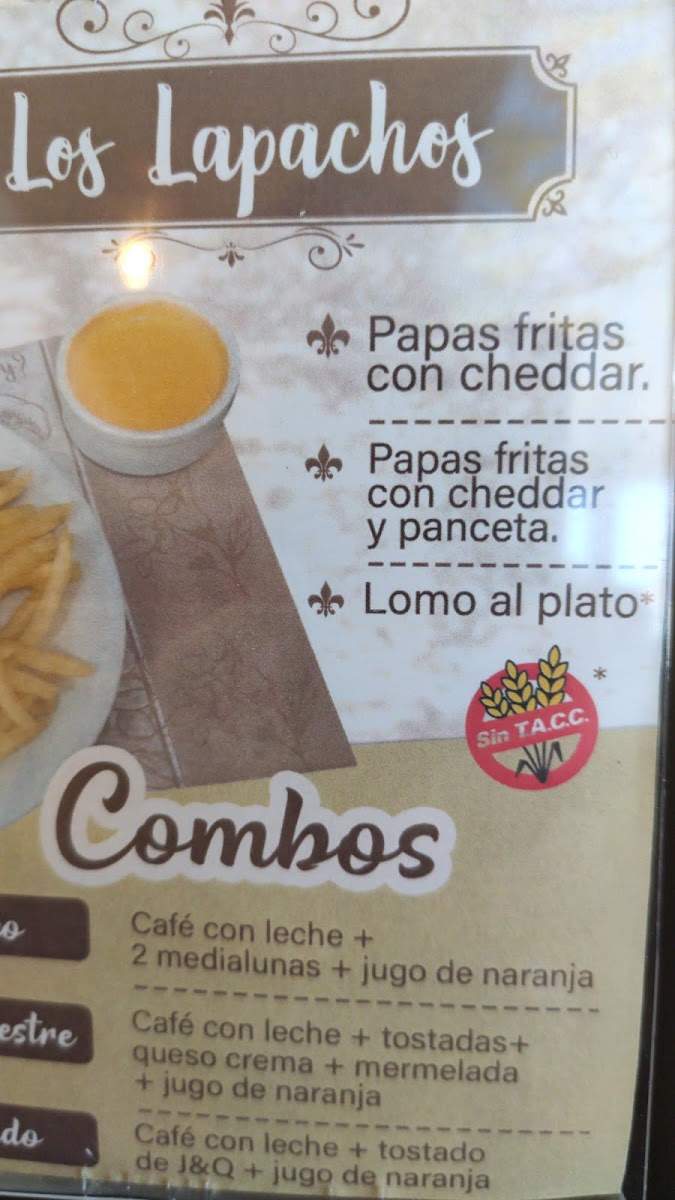 Los Lapachos
Papas fritas
con cheddar.
Papas fritas
con cheddar
y panceta.
Lomo al plato*
*
Sin T.A.C.C.
Combos
Café con leche +
2 medialunas + jugo de naranja
Café con leche + tostadas+
queso crema + mermelada
+ jugo de naranja
Café con leche + tostado
de J&Q + jugo de naranja